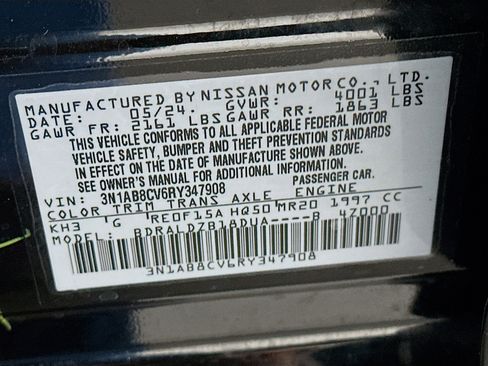 MANUFACTURED BY NISSAN MOTOR CO., LTD.
DATE: 05/24 GVWR: 4001 LBS
GAWR FR: 2161 LBS GAWR RR: 1863 LBS
THIS VEHICLE CONFORMS TO ALL APPLICABLE FEDERAL MOTOR
VEHICLE SAFETY, BUMPER AND THEFT PREVENTION STANDARDS
IN EFFECT ON THE DATE OF MANUFACTURE SHOWN ABOVE.
SEE OWNER'S MANUAL FOR ADDITIONAL INFORMATION.
VIN: 3N1AB8CV6RY347908 PASSENGER CAR.
COLOR TRIM TRANS AXLE ENGINE
KH3 G RE0F15A HQ50 MR20 1997 CC
MODEL: BDRALDZB18DUA----B 47000
3N1AB8CV6RY347908